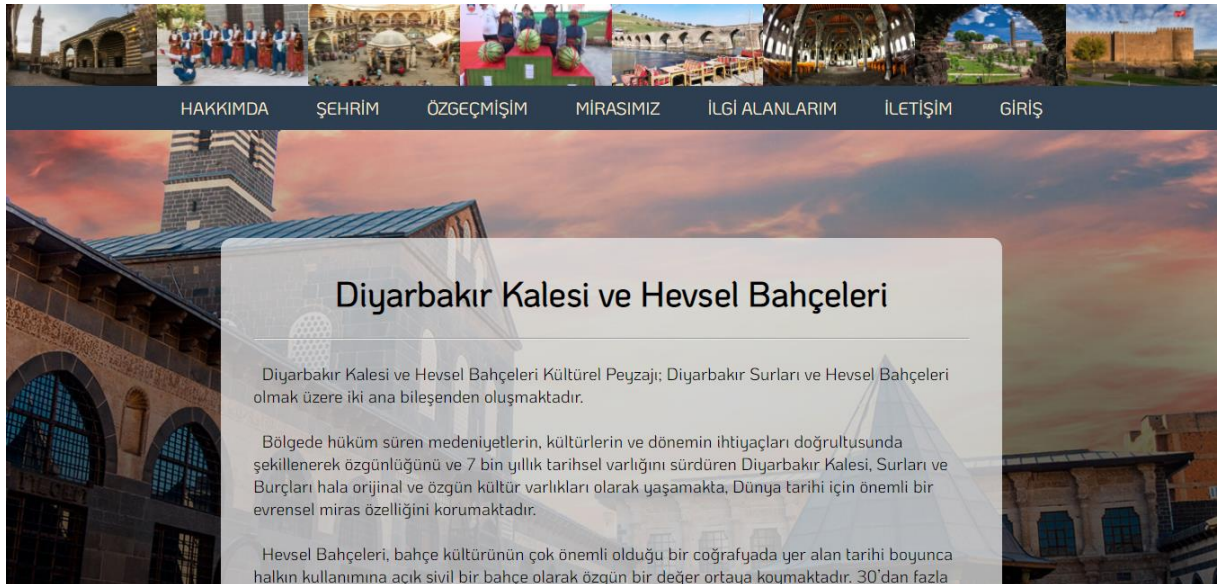 HAKKIMDA ŞEHRİM ÖZGEÇMİŞİM MİRASIMIZ İLGİ ALANLARIM İLETİŞİM GİRİŞ
Diyarbakır Kalesi ve Hevsel Bahçeleri
Diyarbakır Kalesi ve Hevsel Bahçeleri Kültürel Peyzajı; Diyarbakır Surları ve Hevsel Bahçeleri
olmak üzere iki ana bileşenden oluşmaktadır.
Bölgede hüküm süren medeniyetlerin, kültürlerin ve dönemin ihtiyaçları doğrultusunda
şekillenerek özgünlüğünü ve 7 bin yıllık tarihsel varlığını sürdüren Diyarbakır Kalesi, Surları ve
Burçları hala orijinal ve özgün kültür varlıkları olarak yaşamakta, Dünya tarihi için önemli bir
evrensel miras özelliğini korumaktadır.
Hevsel Bahçeleri, bahçe kültürünün çok önemli olduğu bir coğrafyada yer alan tarihi boyunca
halkın kullanımına açık sivil bir bahçe olarak özgün bir değer ortaya koymaktadır. 30'dan fazla